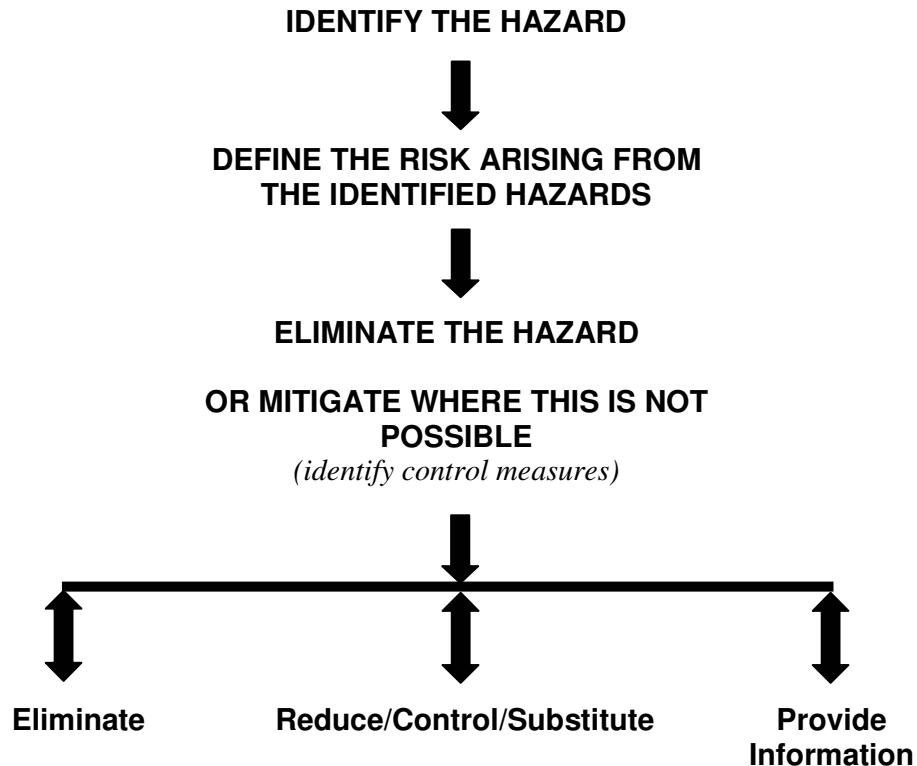 IDENTIFY THE HAZARD
DEFINE THE RISK ARISING FROM
THE IDENTIFIED HAZARDS
ELIMINATE THE HAZARD
OR MITIGATE WHERE THIS IS NOT
POSSIBLE
(identify control measures)
Eliminate
Reduce/Control/Substitute
Provide
Information